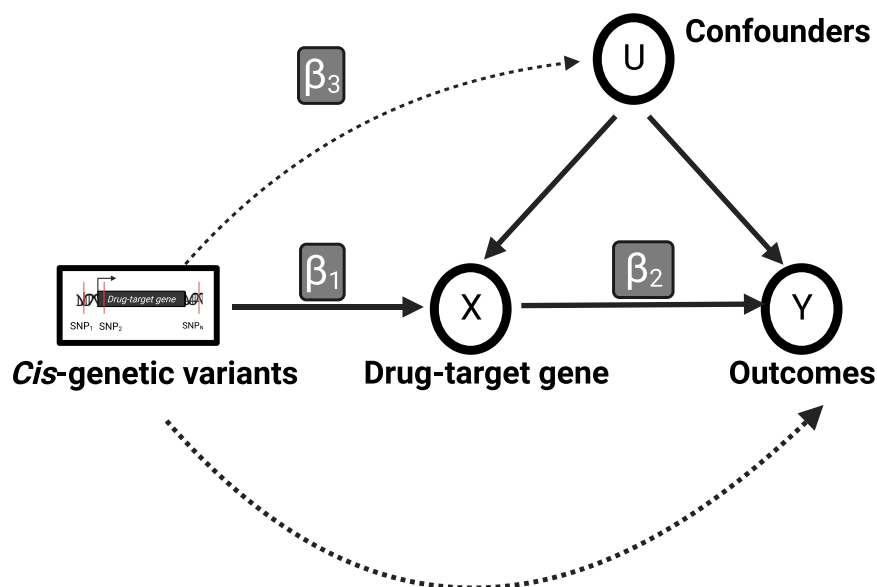 U
Confounders
β3
β1
β2
Drug-target gene
SNP1 SNP2 SNPN
X
Y
Cis-genetic variants
Drug-target gene
Outcomes